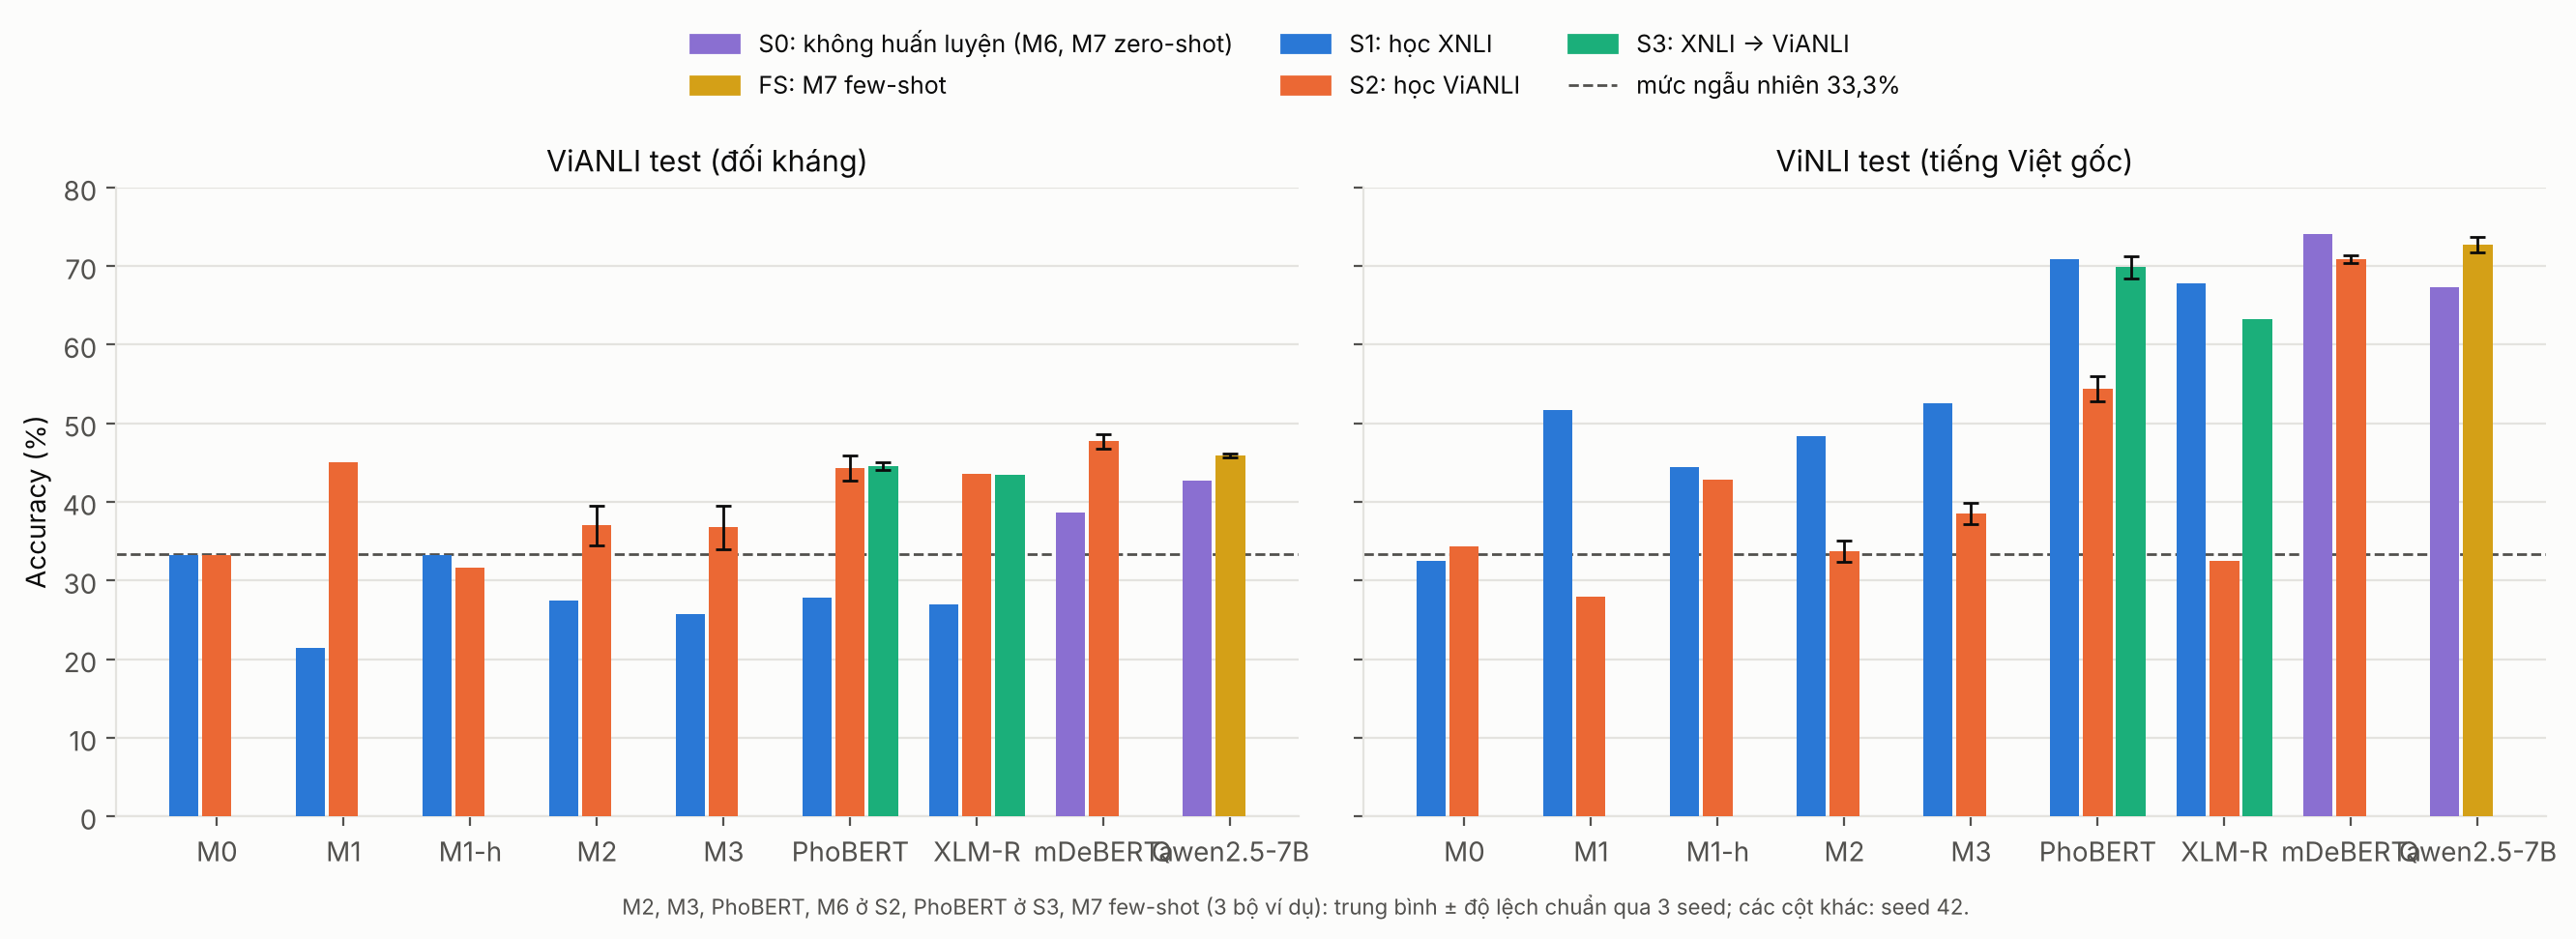 S0: không huấn luyện (M6, M7 zero-shot)
S1: học XNLI
S3: XNLI → ViANLI
FS: M7 few-shot
S2: học ViANLI
mức ngẫu nhiên 33,3%
ViANLI test (đối kháng)
ViNLI test (tiếng Việt gốc)
80
70
60
50
40
30
20
10
0
Accuracy (%)
M0 M1 M1-h M2 M3 PhoBERT XLM-R mDeBERTa Qwen2.5-7B
M0 M1 M1-h M2 M3 PhoBERT XLM-R mDeBERTa Qwen2.5-7B
M2, M3, PhoBERT, M6 ở S2, PhoBERT ở S3, M7 few-shot (3 bộ ví dụ): trung bình ± độ lệch chuẩn qua 3 seed; các cột khác: seed 42.